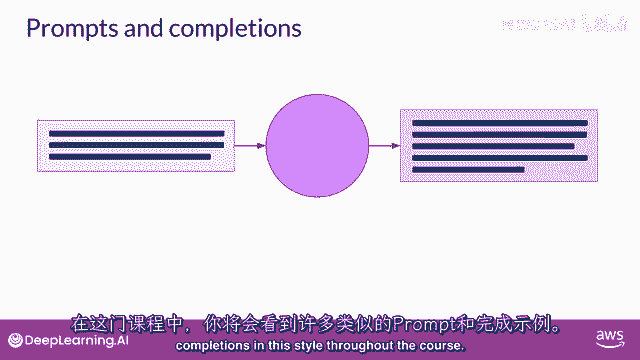 Prompts and completions
在这门课程中，你将会看到许多类似的Prompt和完成示例。
completions in this style throughout the course.
DeepLearning.AI
aws